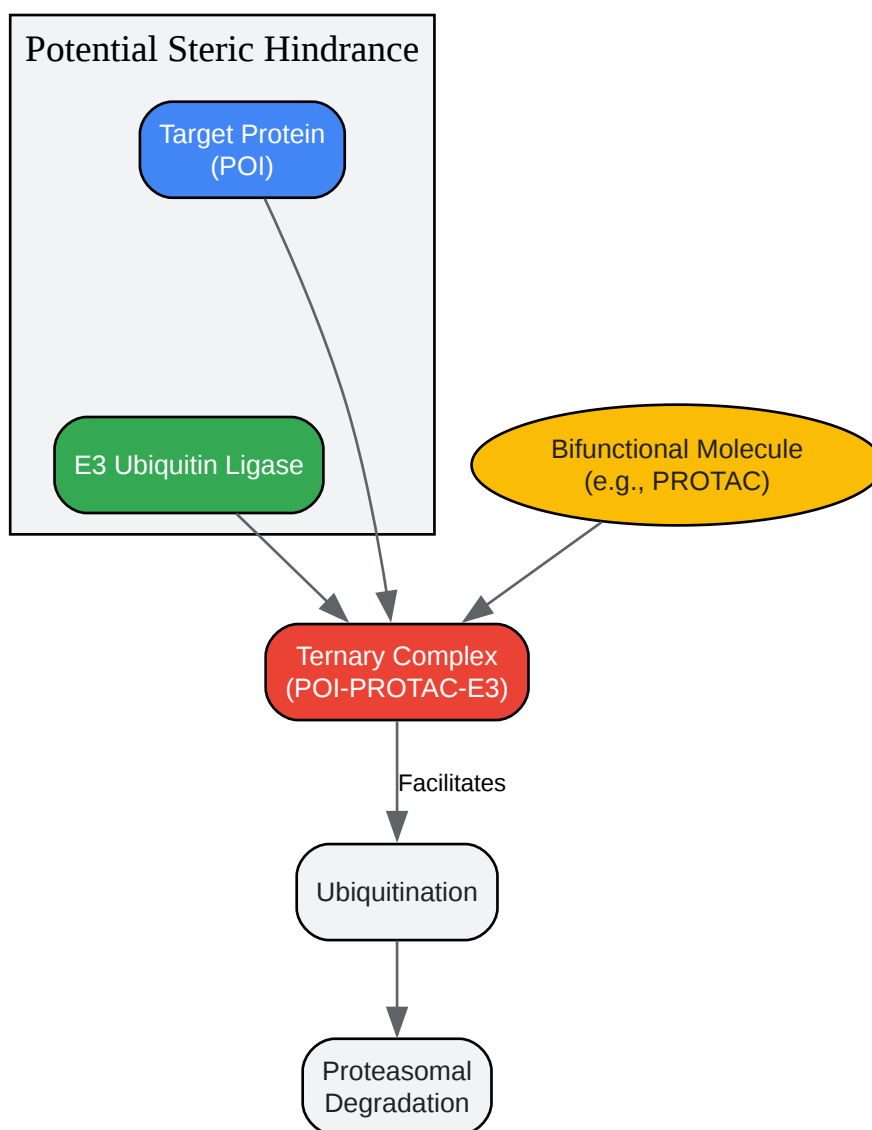 Potential Steric Hindrance
Target Protein
(POI)
E3 Ubiquitin Ligase
Bifunctional Molecule
(e.g., PROTAC)
Ternary Complex
(POI-PROTAC-E3)
Facilitates
Ubiquitination
Proteasomal
Degradation